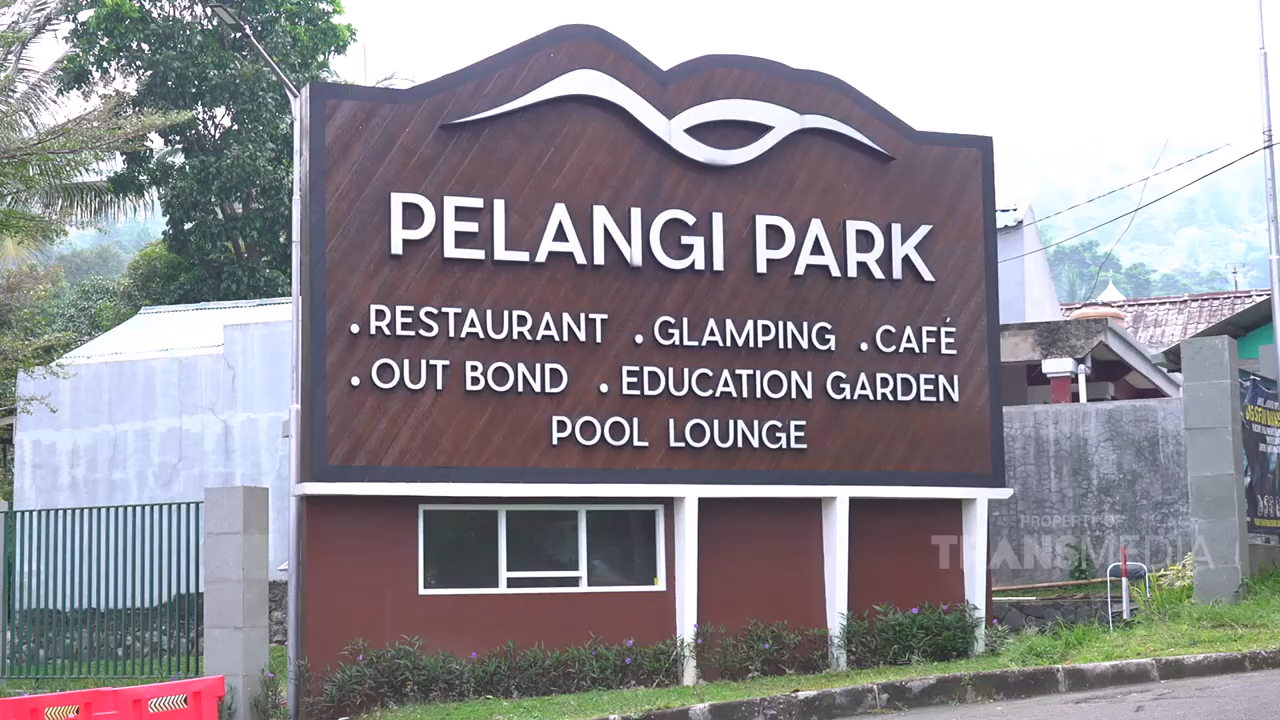 PELANGI PARK
.RESTAURANT .GLAMPING .CAFÉ
.OUT BOND .EDUCATION GARDEN
POOL LOUNGE
PROPERTY OF
TRANSMEDIA